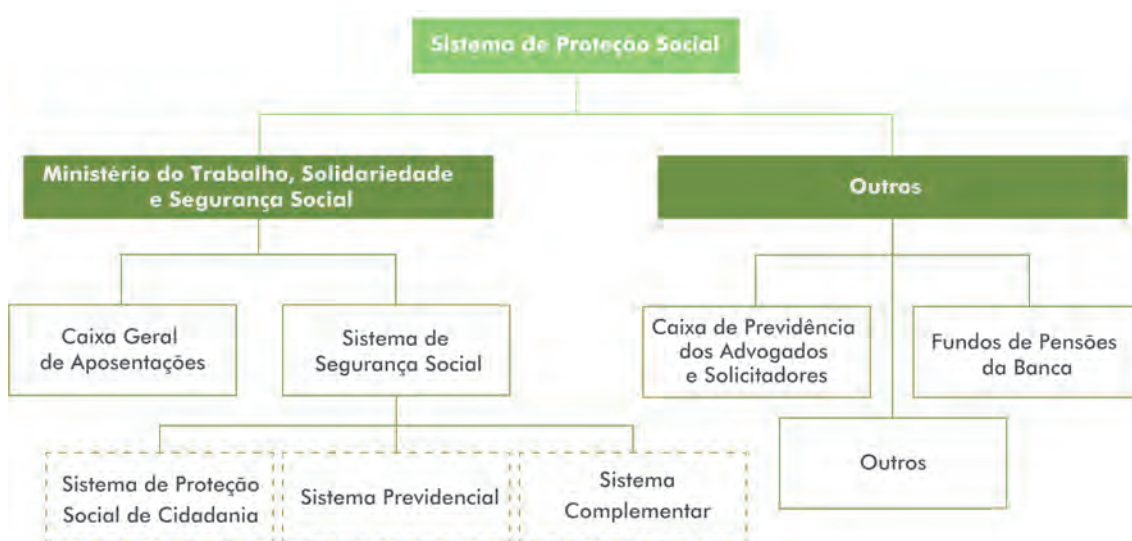 Sistema de Proteção Social
Ministério do Trabalho, Solidariedade
e Segurança Social
Outros
Caixa Geral
de Aposentações
Sistema de
Segurança Social
Caixa de Previdência
dos Advogados
e Solicitadores
Fundos de Pensões
da Banca
Outros
Sistema de Proteção
Social de Cidadania
Sistema Previdencial
Sistema
Complementar